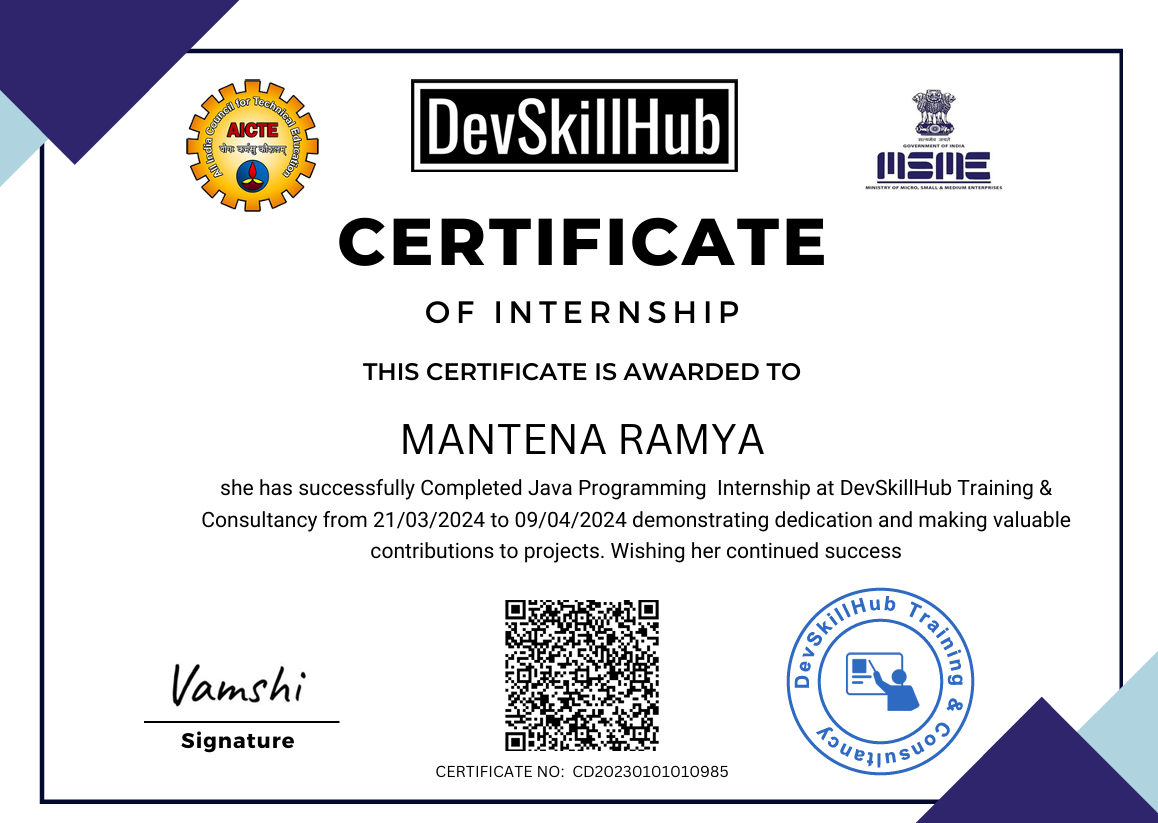 All India Council for Technical Education
AICTE
योगः कर्मसु कौशलम्
DevSkillHub
सत्यमेव जयते
GOVERNMENT OF INDIA
MSME
MINISTRY OF MICRO, SMALL & MEDIUM ENTERPRISES
CERTIFICATE
OF INTERNSHIP
THIS CERTIFICATE IS AWARDED TO
MANTENA RAMYA
she has successfully Completed Java Programming  Internship at DevSkillHub Training &
Consultancy from 21/03/2024 to 09/04/2024 demonstrating dedication and making valuable
contributions to projects. Wishing her continued success
Vamshi
Signature
CERTIFICATE NO:  CD20230101010985
DevSkillHub Training & Consultancy